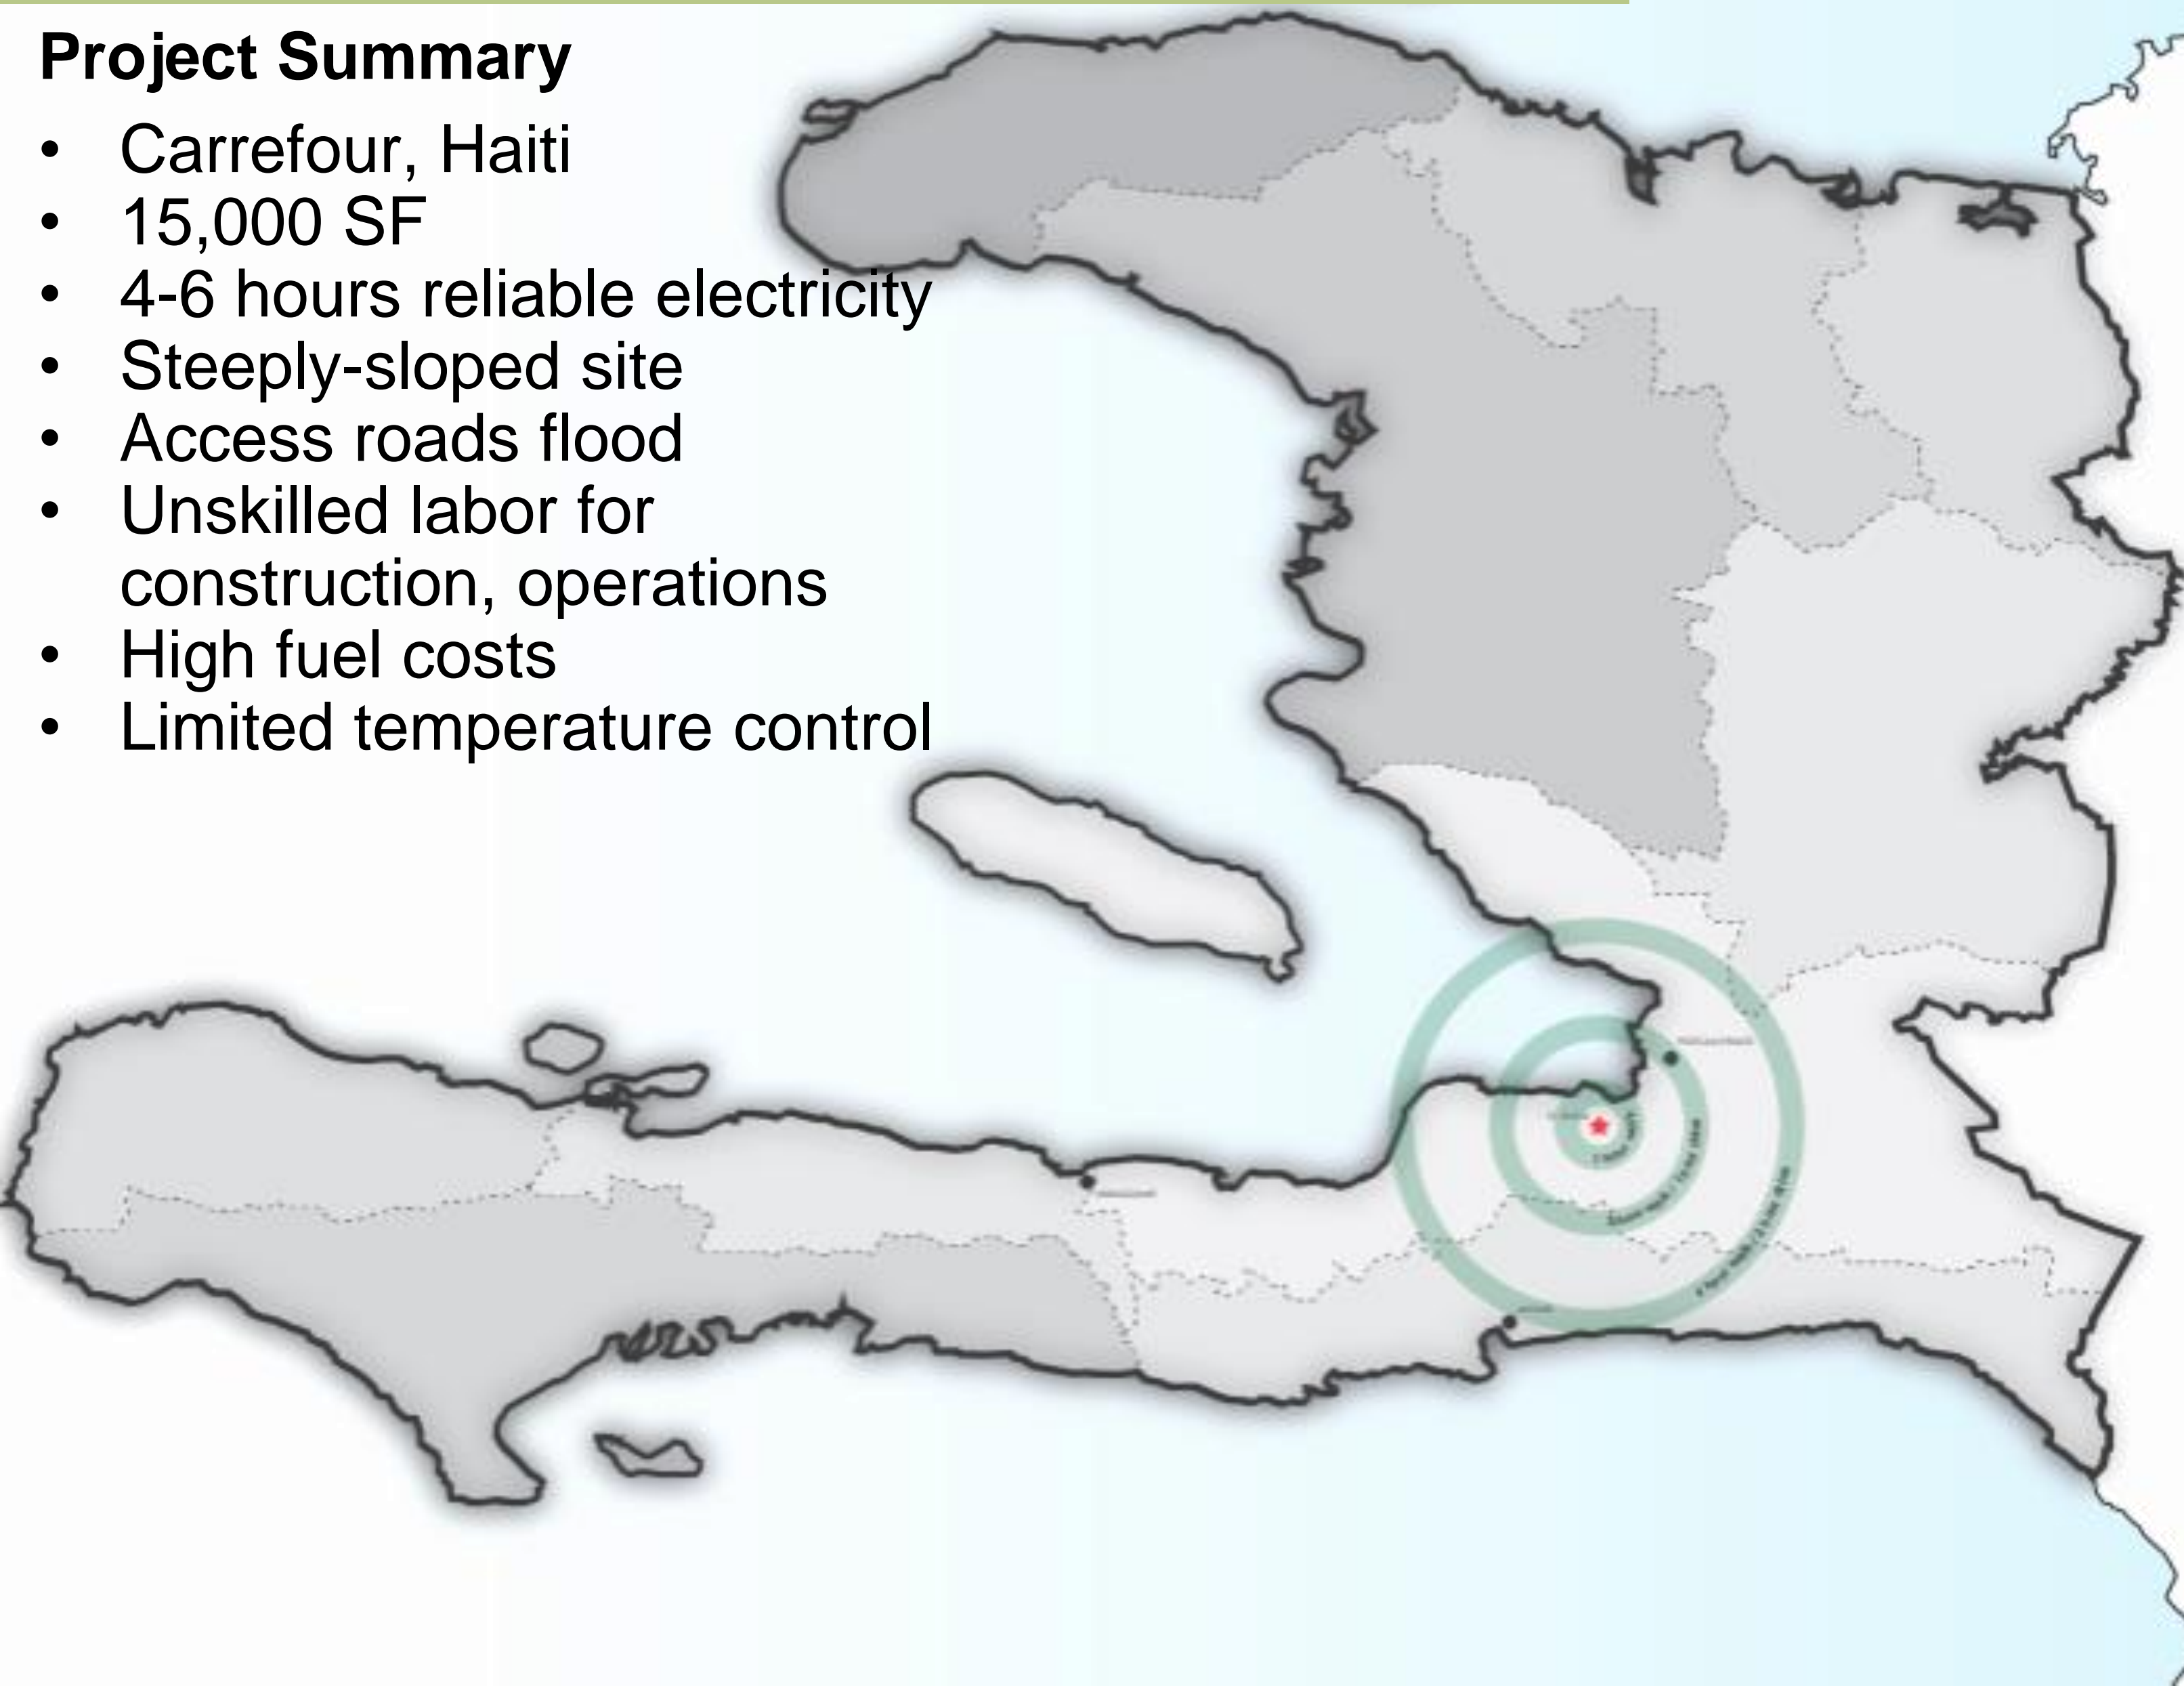 Project Summary
• Carrefour, Haiti
• 15,000 SF
• 4-6 hours reliable electricity
• Steeply-sloped site
• Access roads flood
• Unskilled labor for
construction, operations
• High fuel costs
• Limited temperature control